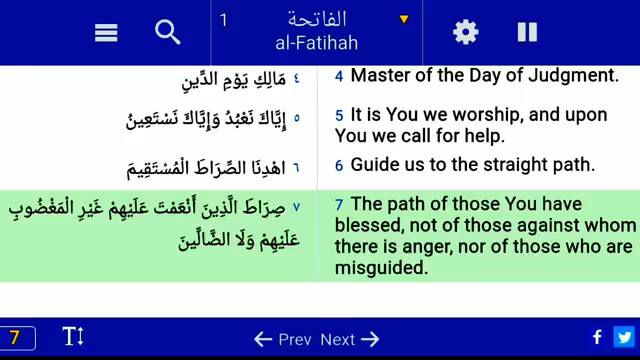 1
الفاتحة
al-Fatihah
٤ مَالِكِ يَوْمِ الدِّينِ
4 Master of the Day of Judgment.
٥ إِيَّاكَ نَعْبُدُ وَإِيَّاكَ نَسْتَعِينُ
5 It is You we worship, and upon
You we call for help.
٦ اهْدِنَا الصِّرَاطَ الْمُسْتَقِيمَ
6 Guide us to the straight path.
٧ صِرَاطَ الَّذِينَ أَنْعَمْتَ عَلَيْهِمْ غَيْرِ الْمَغْضُوبِ
عَلَيْهِمْ وَلَا الضَّالِّينَ
7 The path of those You have
blessed, not of those against whom
there is anger, nor of those who are
misguided.
7
T
Prev Next
f